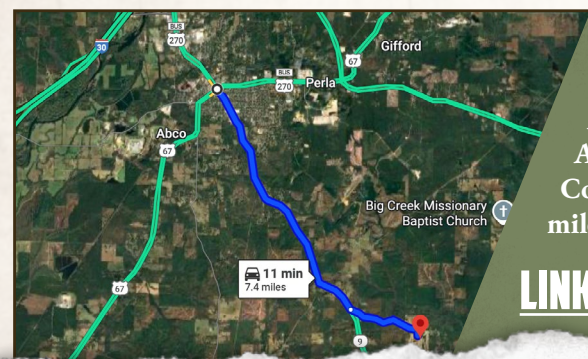 30
BUS
270
Gifford
67
BUS
270
Perla
Abco
67
Big Creek Missionary
Baptist Church
11 min
7.4 miles
67
9
A
Co
mil
LINK